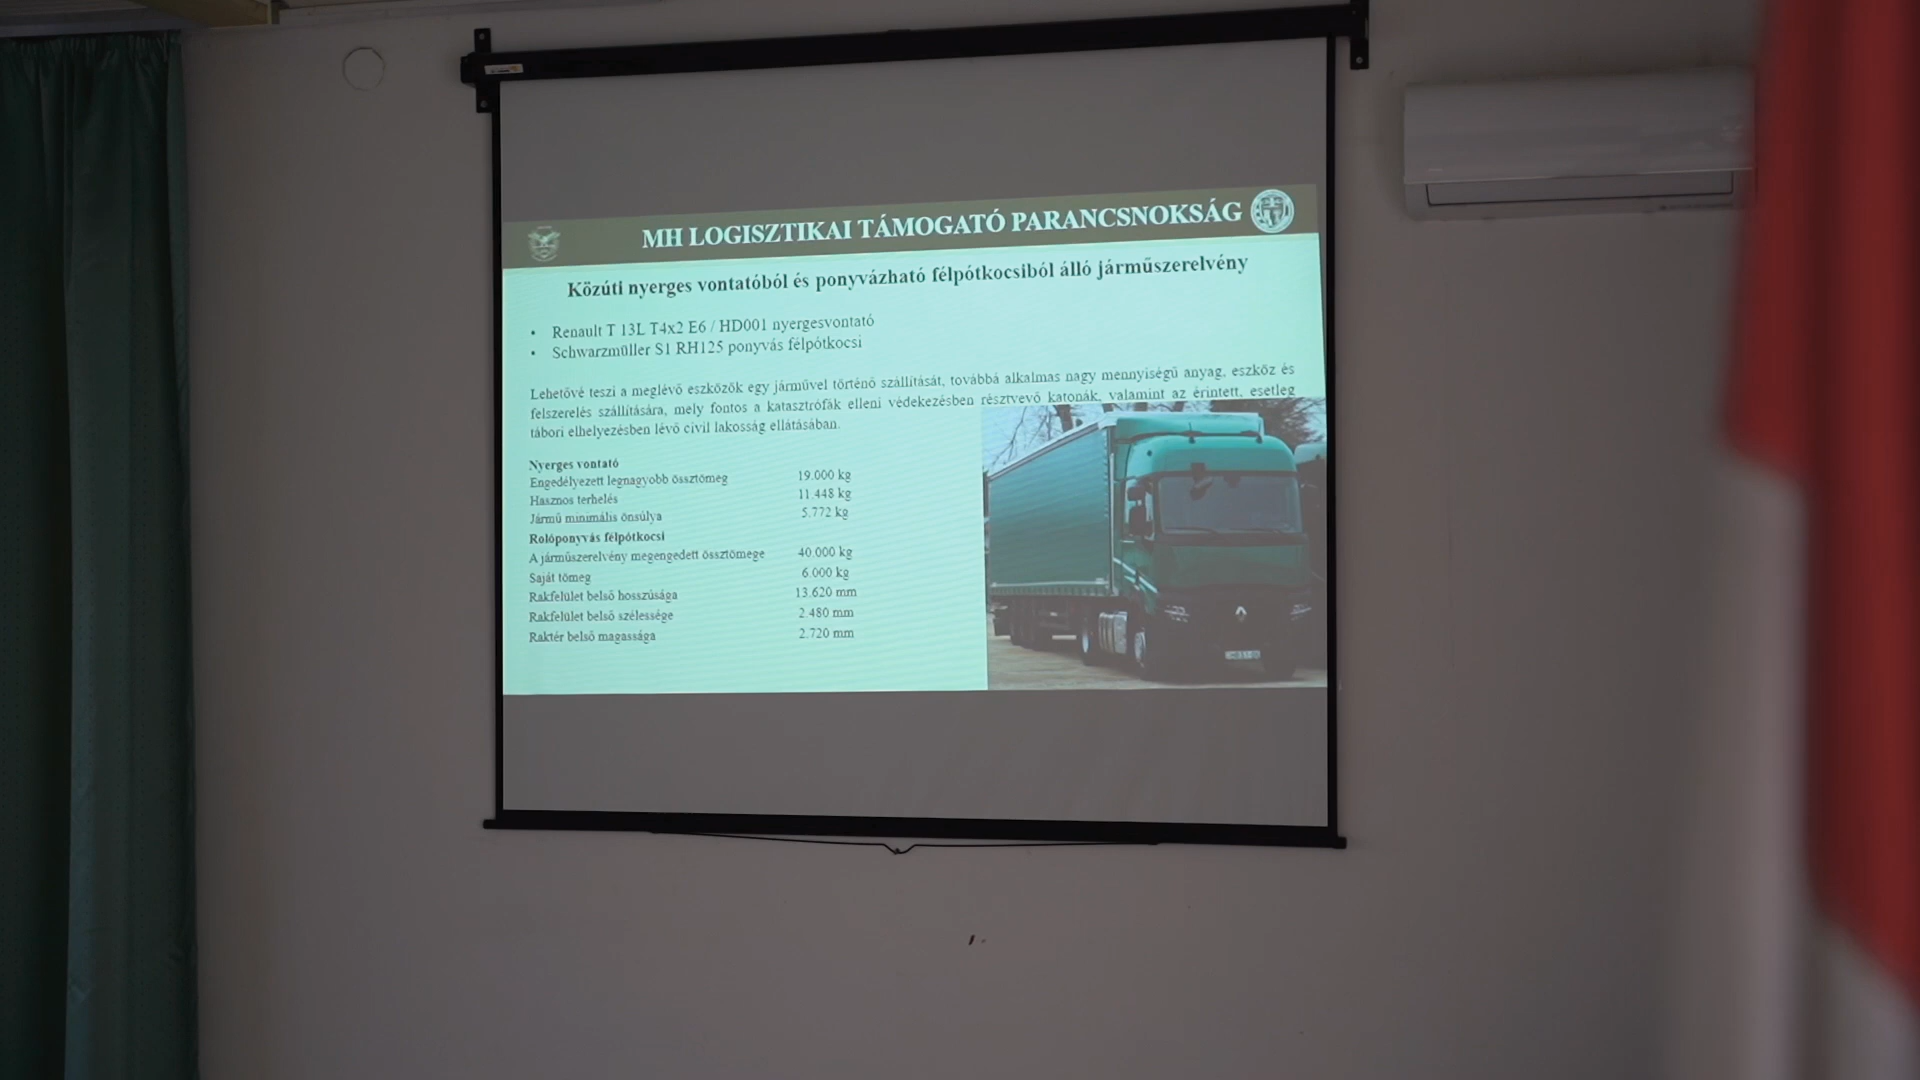 MH LOGISZTIKAI TÁMOGATÓ PARANCSNOKSÁG
Közúti nyerges vontatóból és ponyvázható félpótkocsiból álló járműszerelvény
• Renault T 13L T4x2 E6 / HD001 nyergesvontató
• Schwarzmüller S1 RH125 ponyvás félpótkocsi
Lehetővé teszi a meglévő eszközök egy járművel történő szállítását, továbbá alkalmas nagy mennyiségű anyag, eszköz és
felszerelés szállítására, mely fontos a katasztrófák elleni védekezésben résztvevő katonák, valamint az érintett, esetleg
tábori elhelyezésben lévő civil lakosság ellátásában.
Nyerges vontató
Engedélyezett legnagyobb össztömeg 19.000 kg
Hasznos terhelés 11.448 kg
Jármű minimális önsúlya 5.772 kg
Rolóponyvás félpótkocsi
A járműszerelvény megengedett össztömege 40.000 kg
Saját tömeg 6.000 kg
Rakfelület belső hosszúsága 13.620 mm
Rakfelület belső szélessége 2.480 mm
Raktér belső magassága 2.720 mm